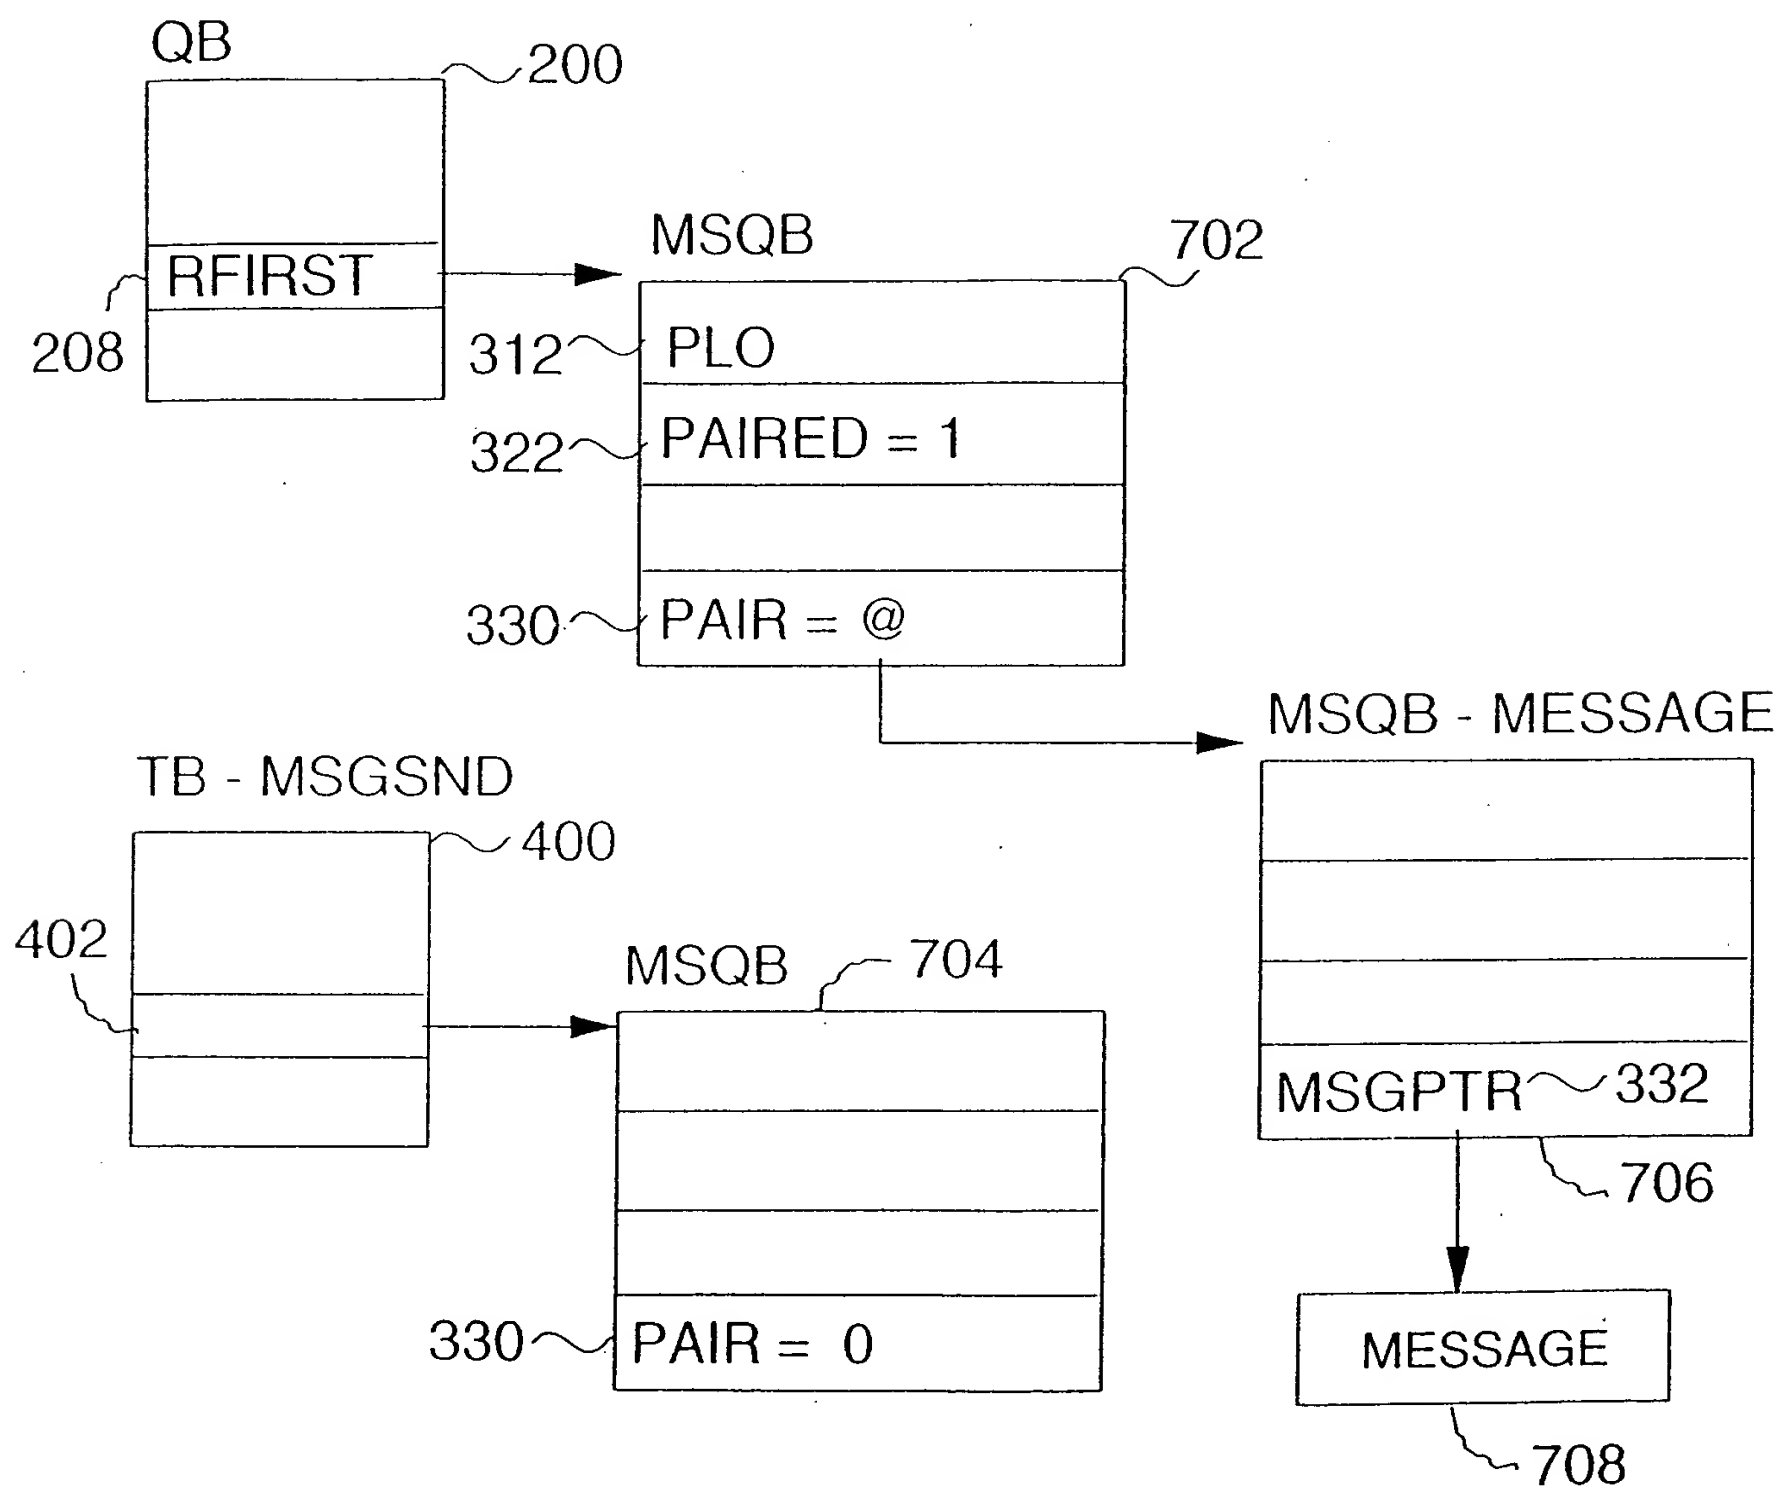 QB
200
RFIRST
208
MSQB
702
312 PLO
322 PAIRED = 1
330 PAIR = @
MSQB - MESSAGE
TB - MSGSND
400
402
MSQB
704
MSGPTR 332
706
330 PAIR = 0
MESSAGE
708